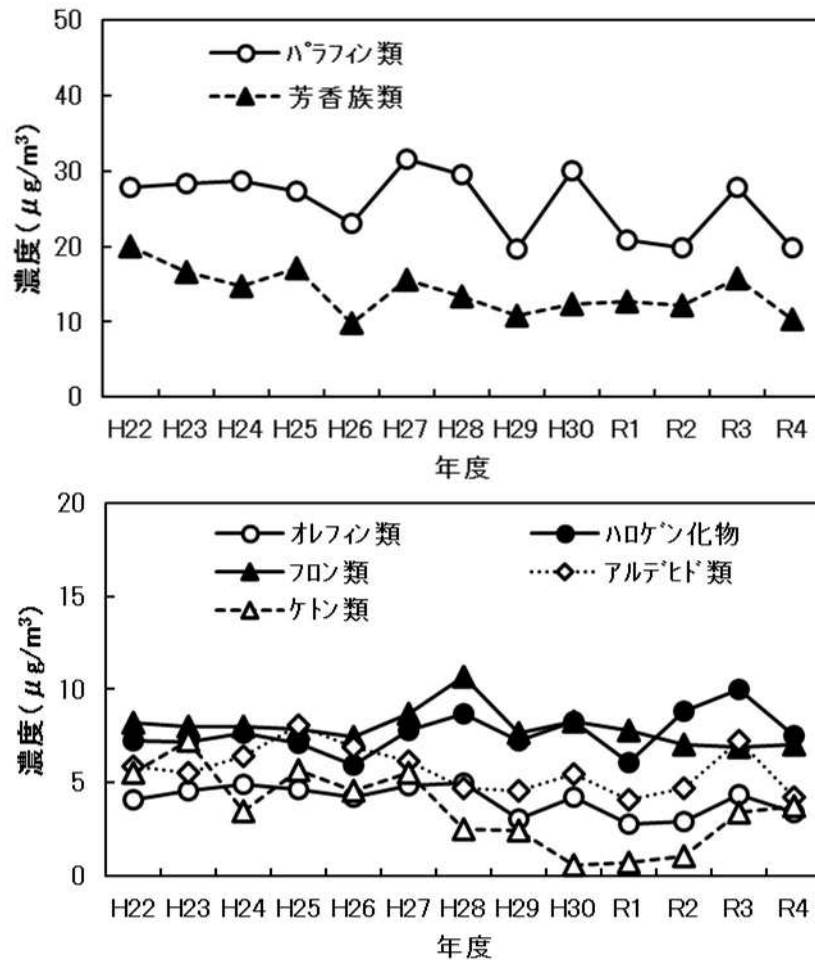 50
40
30
20
10
0
濃度(μg/m³)
パラフィン類
芳香族類
H22 H23 H24 H25 H26 H27 H28 H29 H30 R1 R2 R3 R4
年度
20
15
10
5
0
濃度(μg/m³)
オレフィン類 ハロゲン化物
フロン類 アルデヒド類
ケトン類
H22 H23 H24 H25 H26 H27 H28 H29 H30 R1 R2 R3 R4
年度